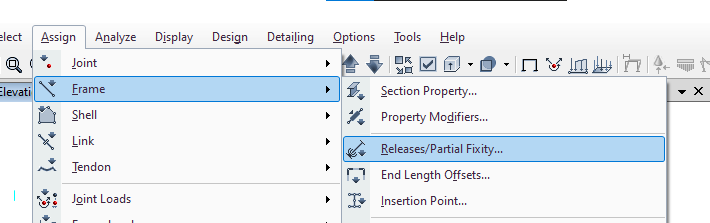 elect Assign Analyze Display Design Detailing Options Tools Help
Joint
Elevati
Frame
Section Property...
Shell
Property Modifiers...
Link
Releases/Partial Fixity...
Tendon
End Length Offsets...
Joint Loads
Insertion Point...